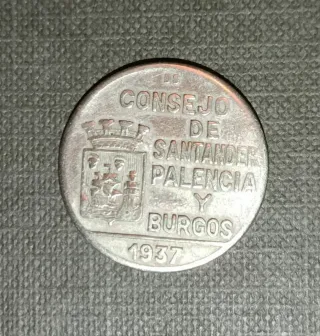 CONSEJO
DE
SANTANDER
PALENCIA
Y
BURGOS
1937